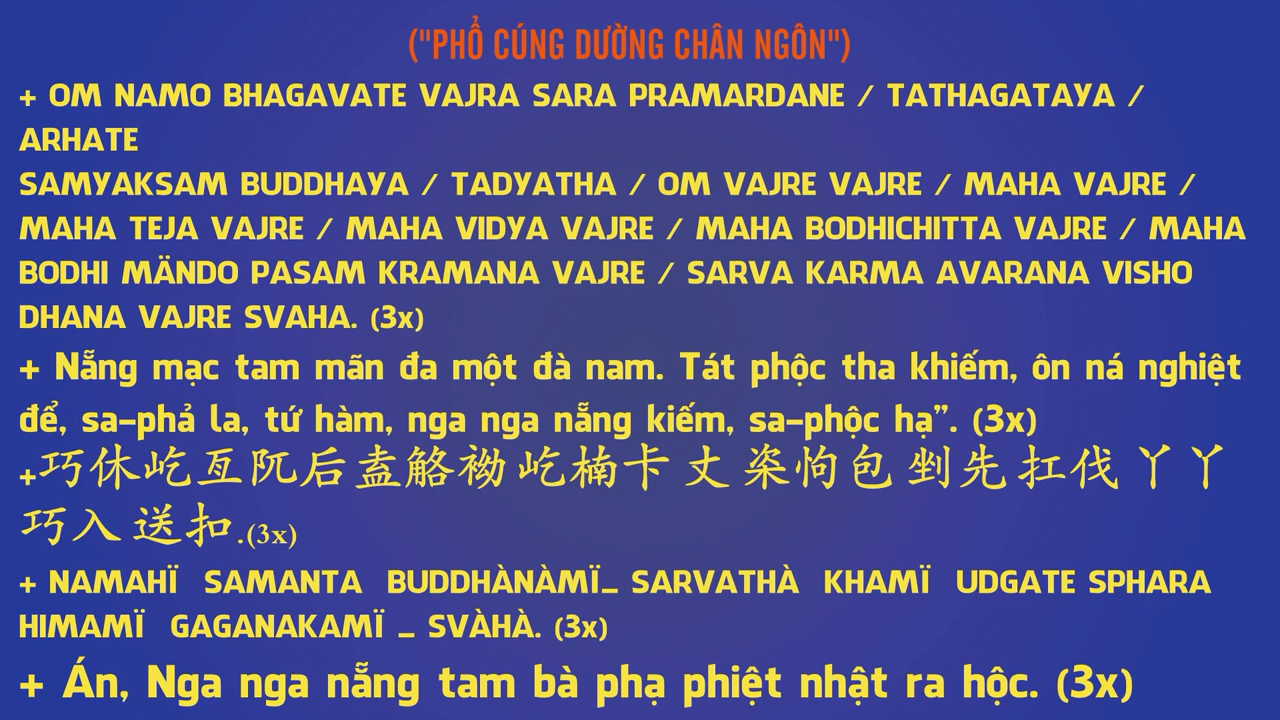 ("PHỔ CÚNG DƯỜNG CHÂN NGÔN")
+ OM NAMO BHAGAVATE VAJRA SARA PRAMARDANE / TATHAGATAYA /
ARHATE
SAMYAKSAM BUDDHAYA / TADYATHA / OM VAJRE VAJRE / MAHA VAJRE /
MAHA TEJA VAJRE / MAHA VIDYA VAJRE / MAHA BODHICHITTA VAJRE / MAHA
BODHI MÄNDO PASAM KRAMANA VAJRE / SARVA KARMA AVARANA VISHO
DHANA VAJRE SVAHA. (3x)
+ Nẵng mạc tam mãn đa một đà nam. Tát phộc tha khiếm, ôn ná nghiệt
để, sa-phả la, tứ hàm, nga nga nẵng kiếm, sa-phộc hạ”. (3x)
+巧休屹亙阢后盍觡袎 屹楠卡 丈 粢怐包 剉先 扛伐 丫丫
巧入 送扣.(3x)
+ NAMAHÏ SAMANTA BUDDHÀNÀMÏ_ SARVATHÀ KHAMÏ UDGATE SPHARA
HIMAMÏ GAGANAKAMÏ _ SVÀHÀ. (3x)
+ Án, Nga nga nẵng tam bà phạ phiệt nhật ra hộc. (3x)